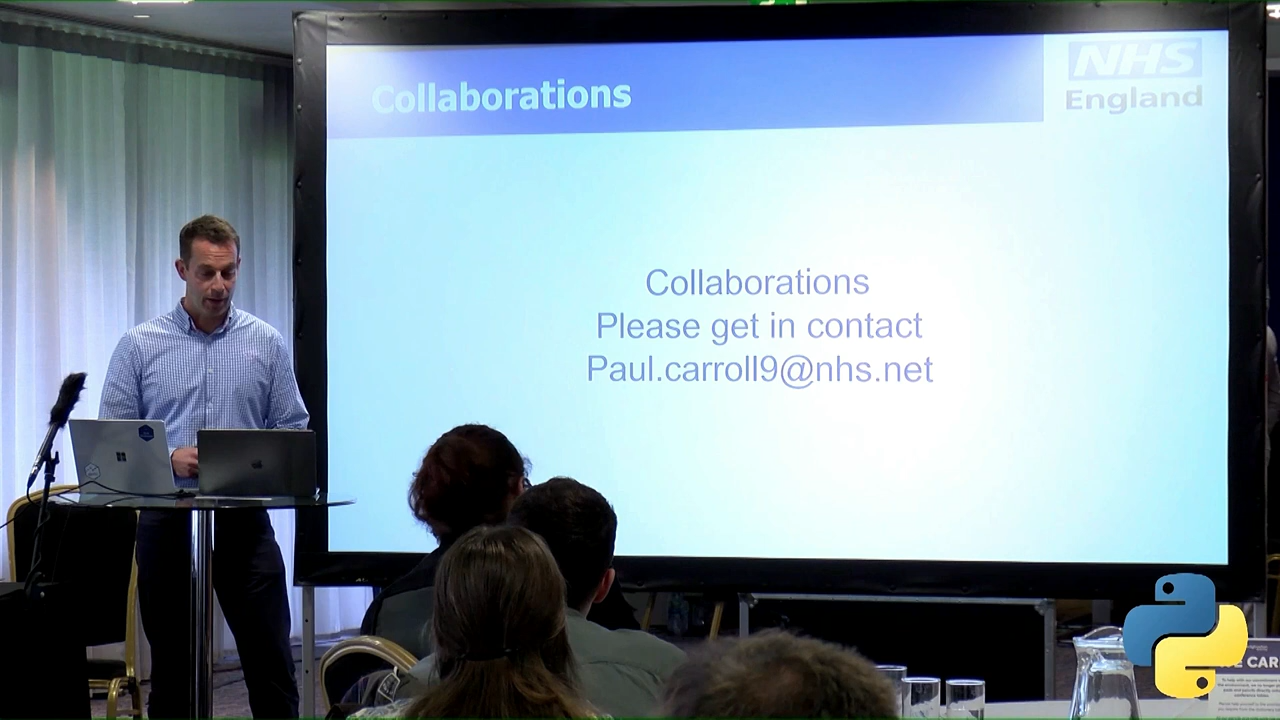 Collaborations
NHS
England
Collaborations
Please get in contact
Paul.carroll9@nhs.net